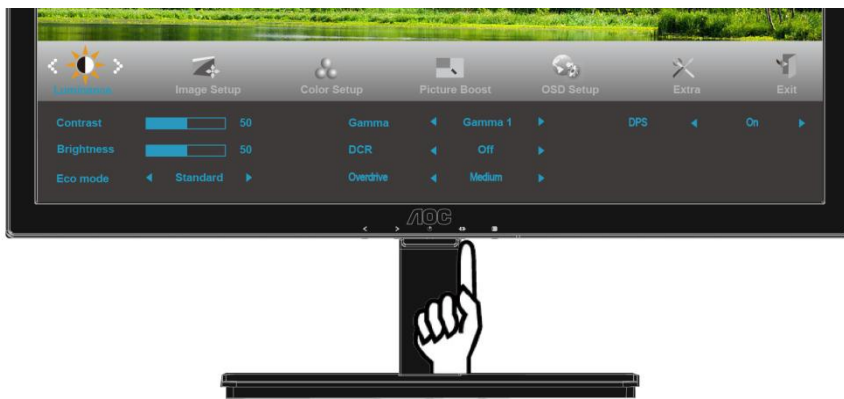 Luminance Image Setup Color Setup Picture Boost OSD Setup Extra Exit
Contrast 50 Gamma Gamma 1 DPS On
Brightness 50 DCR Off
Eco mode Standard Overdrive Medium
AOC